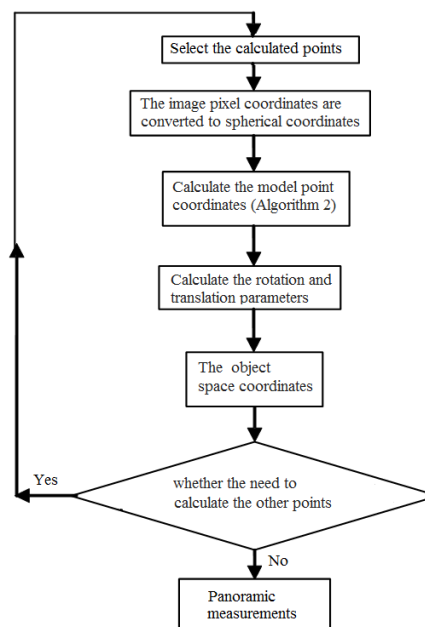 Select the calculated points
The image pixel coordinates are
converted to spherical coordinates
Calculate the model point
coordinates (Algorithm 2)
Calculate the rotation and
translation parameters
The object
space coordinates
whether the need to
calculate the other points
Yes
No
Panoramic
measurements